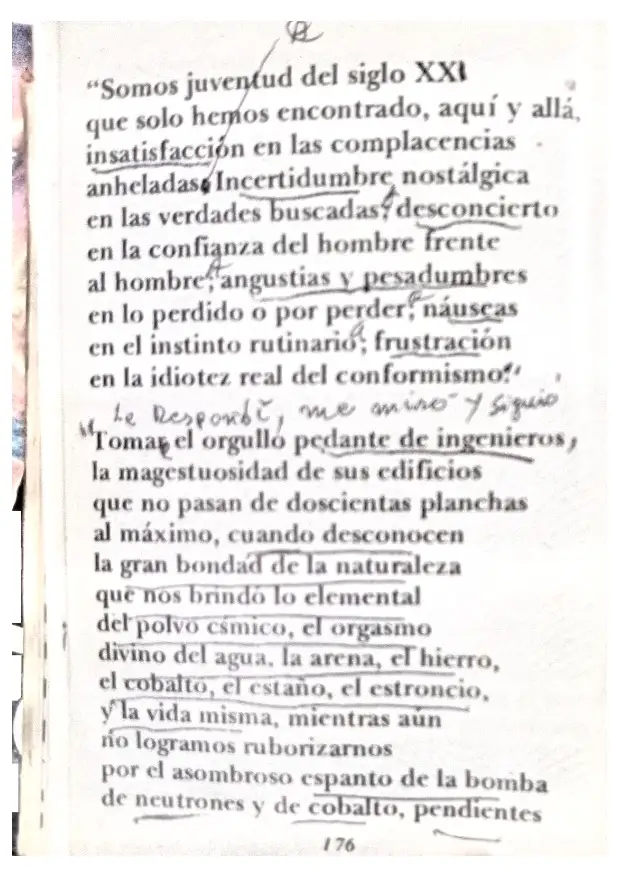 “Somos juventud del siglo XXI
que solo hemos encontrado, aquí y allá,
insatisfacción en las complacencias
anheladas. Incertidumbre nostálgica
en las verdades buscadas; desconcierto
en la confianza del hombre frente
al hombre; angustias y pesadumbres
en lo perdido o por perder; náuseas
en el instinto rutinario; frustración
en la idiotez real del conformismo.“
Le Respondí, me miro y siguio
"Toman el orgullo pedante de ingenieros,
la magestuosidad de sus edificios
que no pasan de doscientas planchas
al máximo, cuando desconocen
la gran bondad de la naturaleza
que nos brindó lo elemental
del polvo csmico, el orgasmo
divino del agua, la arena, el hierro,
el cobalto, el estaño, el estroncio,
y la vida misma, mientras aún
no logramos ruborizarnos
por el asombroso espanto de la bomba
de neutrones y de cobalto, pendientes
176